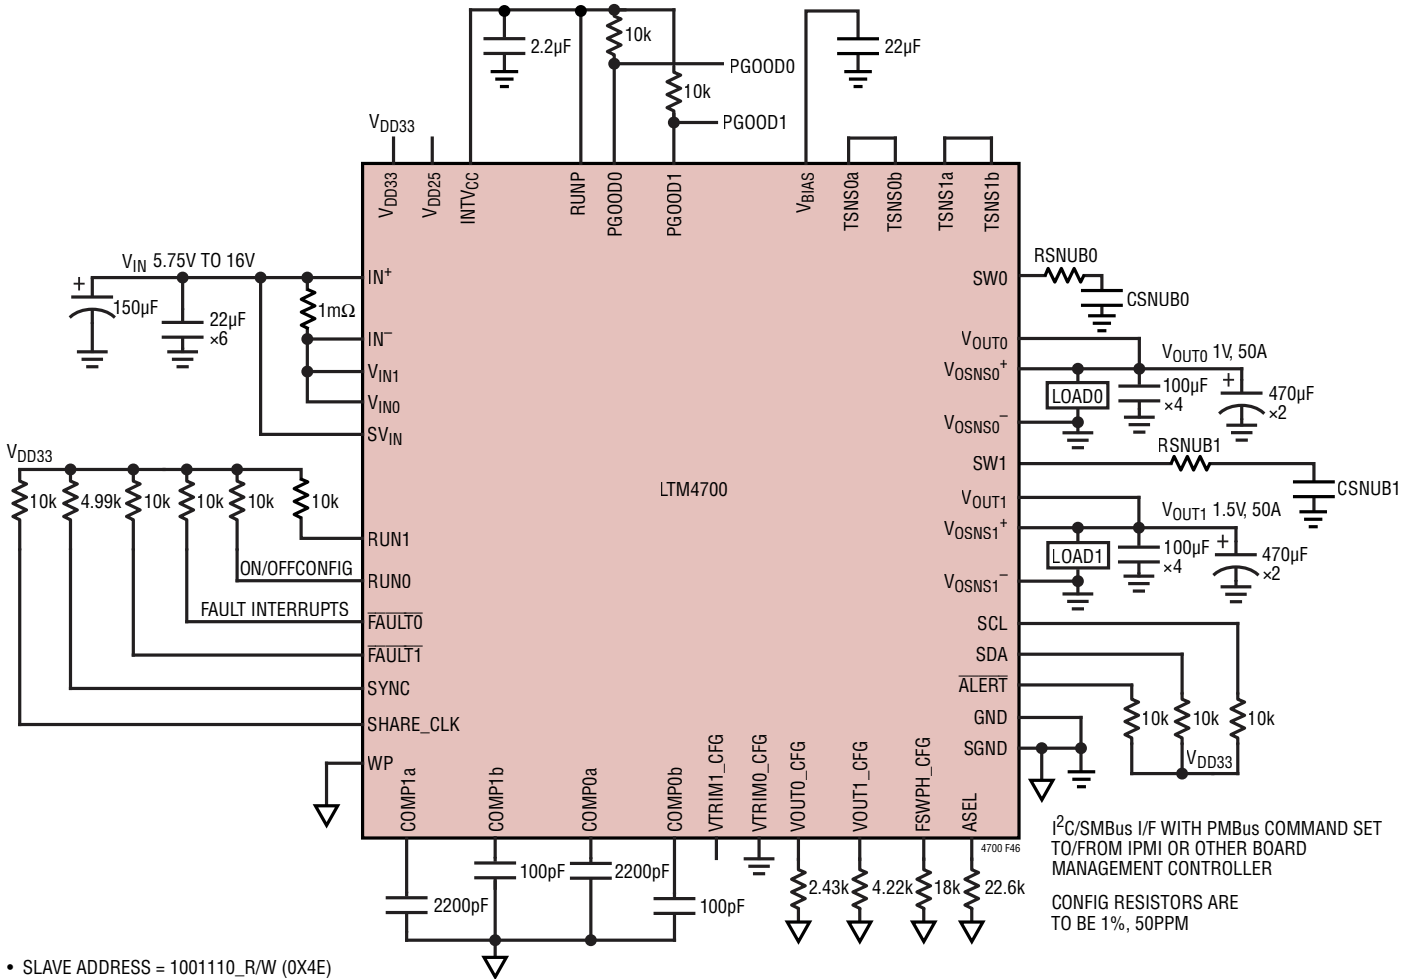 2.2µF
10k
PGOOD0
22µF
10k
PGOOD1
VDD33
VDD33
VDD25
INTVCC
RUNP
PGOOD0
PGOOD1
VBIAS
TSNS0a
TSNS0b
TSNS1a
TSNS1b
VIN 5.75V TO 16V
+
150µF
22µF
×6
1mΩ
IN+
IN–
VIN1
VIN0
SVIN
VDD33
10k
4.99k
10k
10k
10k
10k
RUN1
ON/OFFCONFIG
RUN0
FAULT INTERRUPTS
FAULT0
FAULT1
SYNC
SHARE_CLK
WP
LTM4700
SW0
RSNUB0
CSNUB0
VOUT0
VOUT0 1V, 50A
VOSNS0+
LOAD0
100µF
×4
+
470µF
×2
VOSNS0–
RSNUB1
SW1
CSNUB1
VOUT1
VOUT1 1.5V, 50A
VOSNS1+
LOAD1
100µF
×4
+
470µF
×2
VOSNS1–
SCL
SDA
ALERT
GND
SGND
10k
10k
10k
VDD33
COMP1a
COMP1b
COMP0a
COMP0b
VTRIM1_CFG
VTRIM0_CFG
VOUT0_CFG
VOUT1_CFG
FSWPH_CFG
ASEL
4700 F46
2200pF
100pF
2200pF
100pF
2.43k
4.22k
18k
22.6k
I2C/SMBus I/F WITH PMBus COMMAND SET
TO/FROM IPMI OR OTHER BOARD
MANAGEMENT CONTROLLER
CONFIG RESISTORS ARE
TO BE 1%, 50PPM
• SLAVE ADDRESS = 1001110_R/W (0X4E)